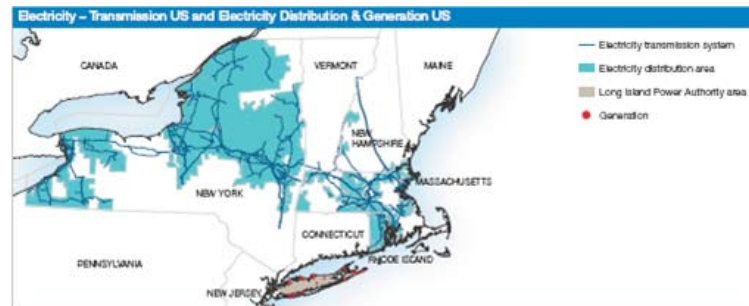 Electricity – Transmission US and Electricity Distribution & Generation US
CANADA
VERMONT
MAINE
Electricity transmission system
Electricity distribution area
Long Island Power Authority area
Generation
NEW
HAMPSHIRE
MASSACHUSETTS
NEW YORK
CONNECTICUT
RHODE ISLAND
PENNSYLVANIA
NEW JERSEY